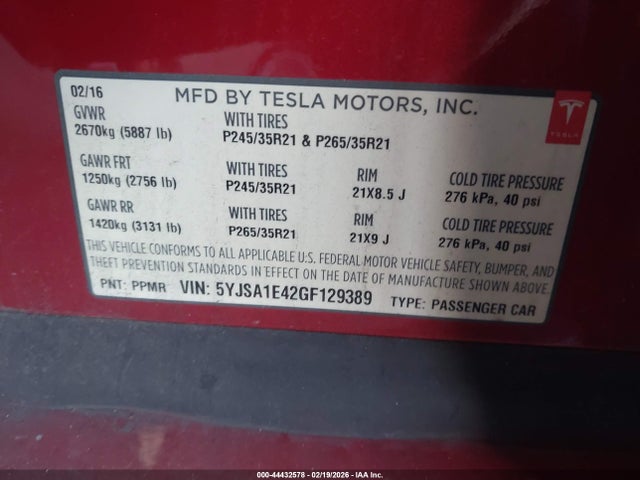 02/16 MFD BY TESLA MOTORS, INC.
GVWR WITH TIRES
2670kg (5887 lb) P245/35R21 & P265/35R21
TESLA
GAWR FRT WITH TIRES RIM COLD TIRE PRESSURE
1250kg (2756 lb) P245/35R21 21X8.5 J 276 kPa, 40 psi
GAWR RR WITH TIRES RIM COLD TIRE PRESSURE
1420kg (3131 lb) P265/35R21 21X9 J 276 kPa, 40 psi
THIS VEHICLE CONFORMS TO ALL APPLICABLE U.S. FEDERAL MOTOR VEHICLE SAFETY, BUMPER, AND
THEFT PREVENTION STANDARDS IN EFFECT ON THE DATE OF MANUFACTURE SHOWN ABOVE
PNT: PPMR VIN: 5YJSA1E42GF129389 TYPE: PASSENGER CAR
000-44432578 - 02/19/2026 - IAA Inc.